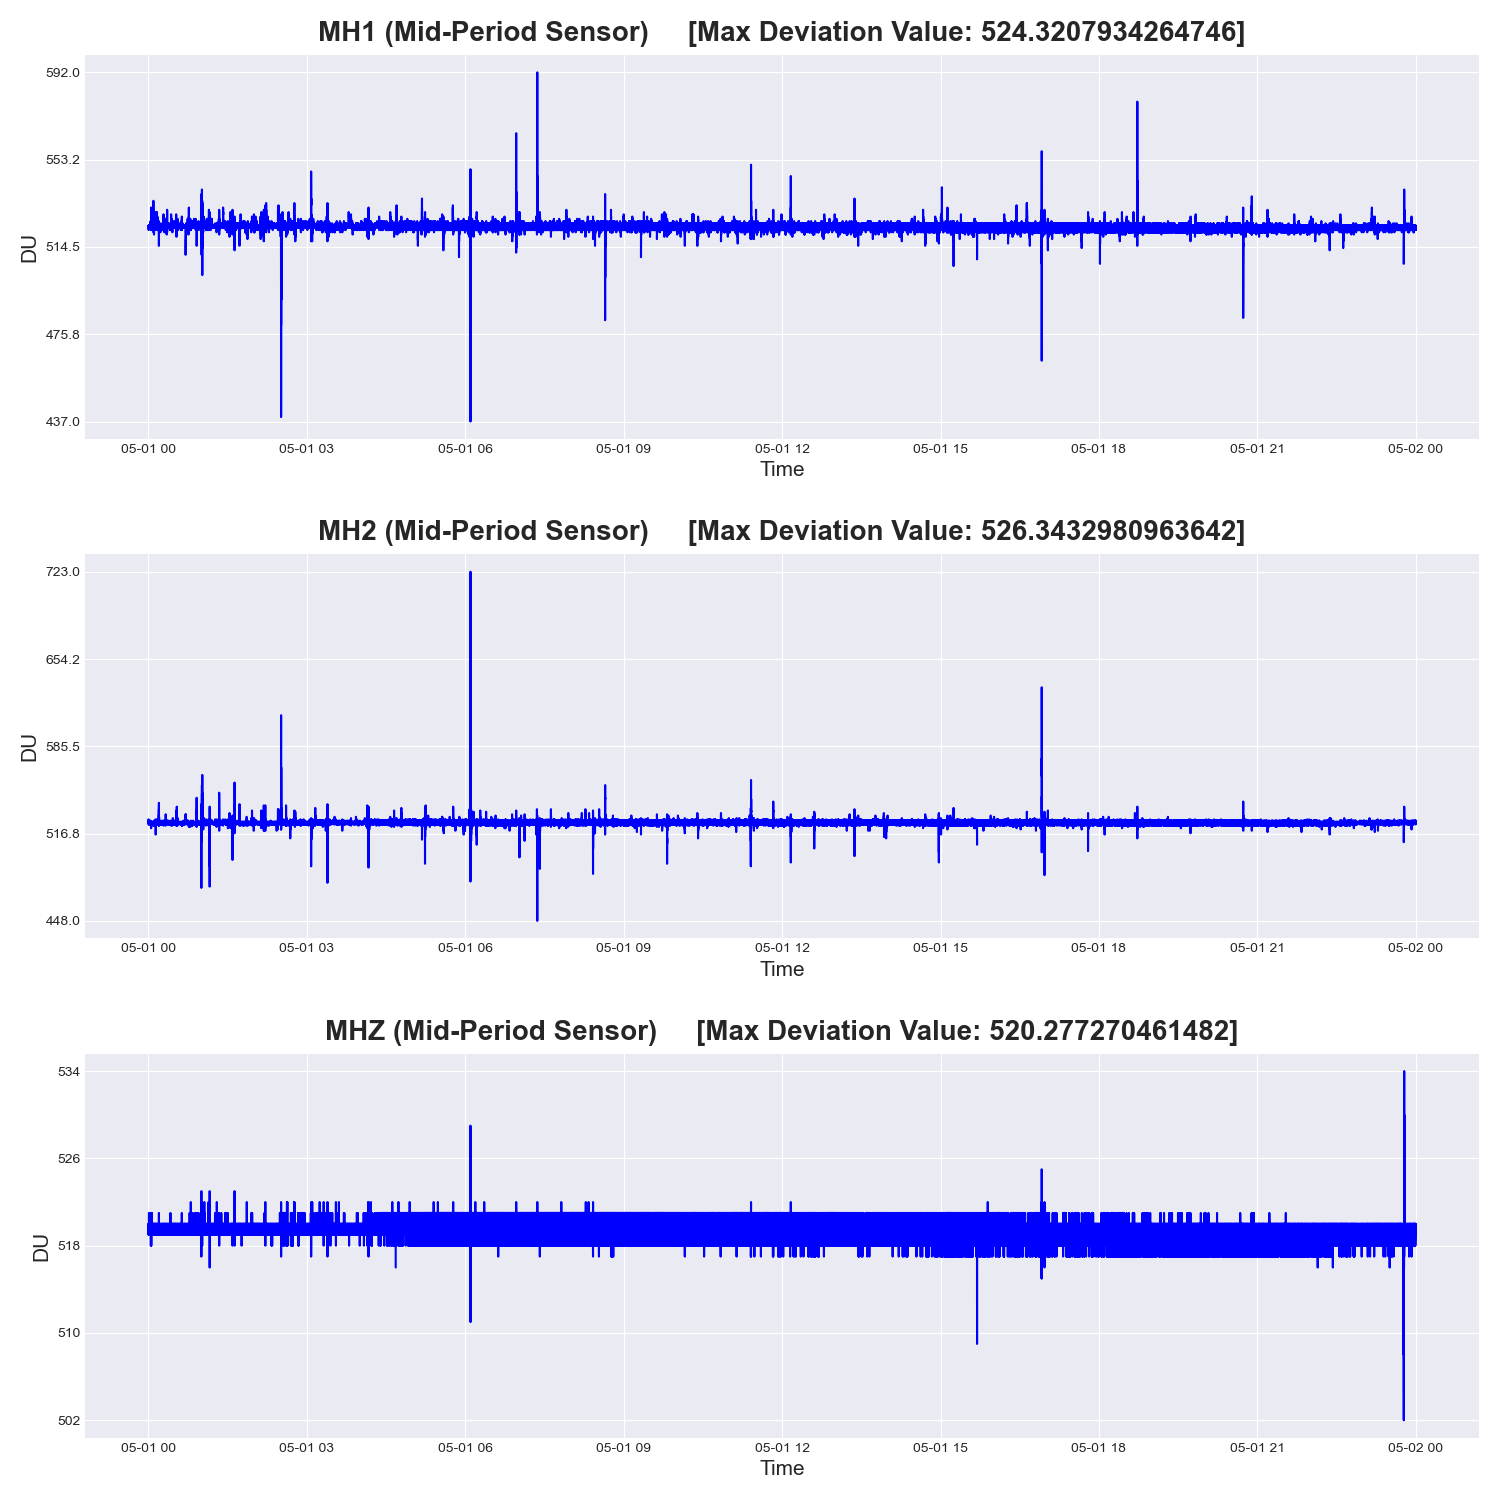 MH1 (Mid-Period Sensor) [Max Deviation Value: 524.3207934264746]
592.0
553.2
514.5
475.8
437.0
DU
05-01 00 05-01 03 05-01 06 05-01 09 05-01 12 05-01 15 05-01 18 05-01 21 05-02 00
Time
MH2 (Mid-Period Sensor) [Max Deviation Value: 526.3432980963642]
723.0
654.2
585.5
516.8
448.0
DU
05-01 00 05-01 03 05-01 06 05-01 09 05-01 12 05-01 15 05-01 18 05-01 21 05-02 00
Time
MHZ (Mid-Period Sensor) [Max Deviation Value: 520.277270461482]
534
526
518
510
502
DU
05-01 00 05-01 03 05-01 06 05-01 09 05-01 12 05-01 15 05-01 18 05-01 21 05-02 00
Time